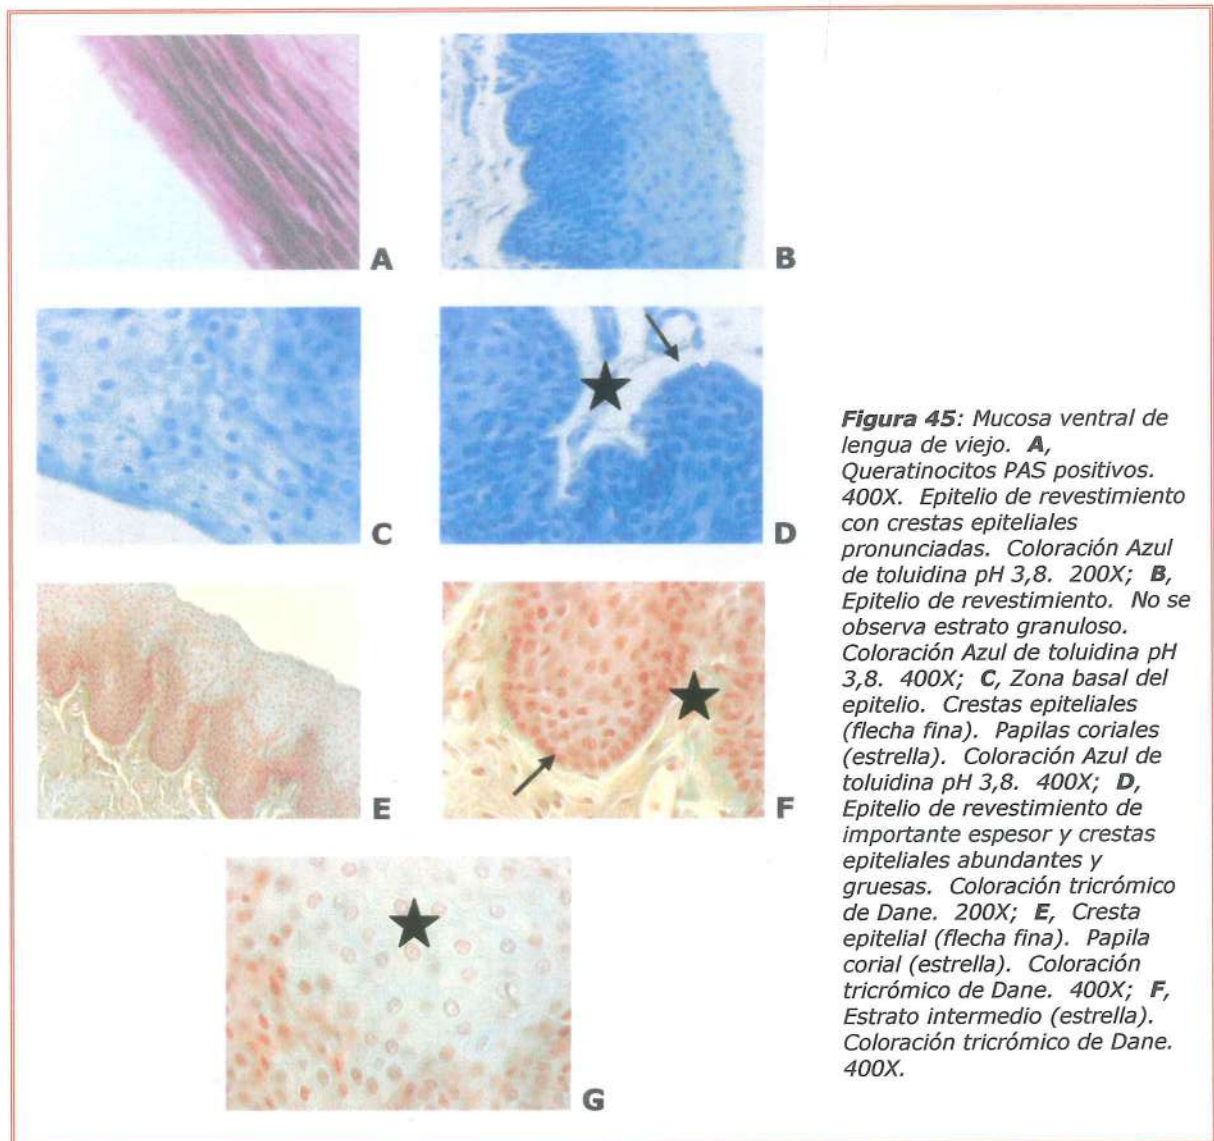 A
B
C
D
E
F
G
Figura 45: Mucosa ventral de
lengua de viejo. A,
Queratinocitos PAS positivos.
400X. Epitelio de revestimiento
con crestas epiteliales
pronunciadas. Coloración Azul
de toluidina pH 3,8. 200X; B,
Epitelio de revestimiento. No se
observa estrato granuloso.
Coloración Azul de toluidina pH
3,8. 400X; C, Zona basal del
epitelio. Crestas epiteliales
(flecha fina). Papilas coriales
(estrella). Coloración Azul de
toluidina pH 3,8. 400X; D,
Epitelio de revestimiento de
importante espesor y crestas
epiteliales abundantes y
gruesas. Coloración tricrómico
de Dane. 200X; E, Cresta
epitelial (flecha fina). Papila
corial (estrella). Coloración
tricrómico de Dane. 400X; F,
Estrato intermedio (estrella).
Coloración tricrómico de Dane.
400X.